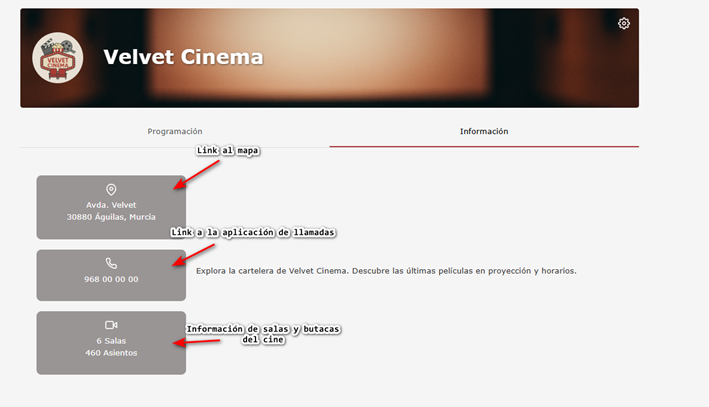 VELVET
CINEMA
Velvet Cinema
Programación
Información
Link al mapa
Avda. Velvet
30880 Águilas, Murcia
Link a la aplicación de llamadas
968 00 00 00
Explora la cartelera de Velvet Cinema. Descubre las últimas películas en proyección y horarios.
Información de salas y butacas
del cine
6 Salas
460 Asientos